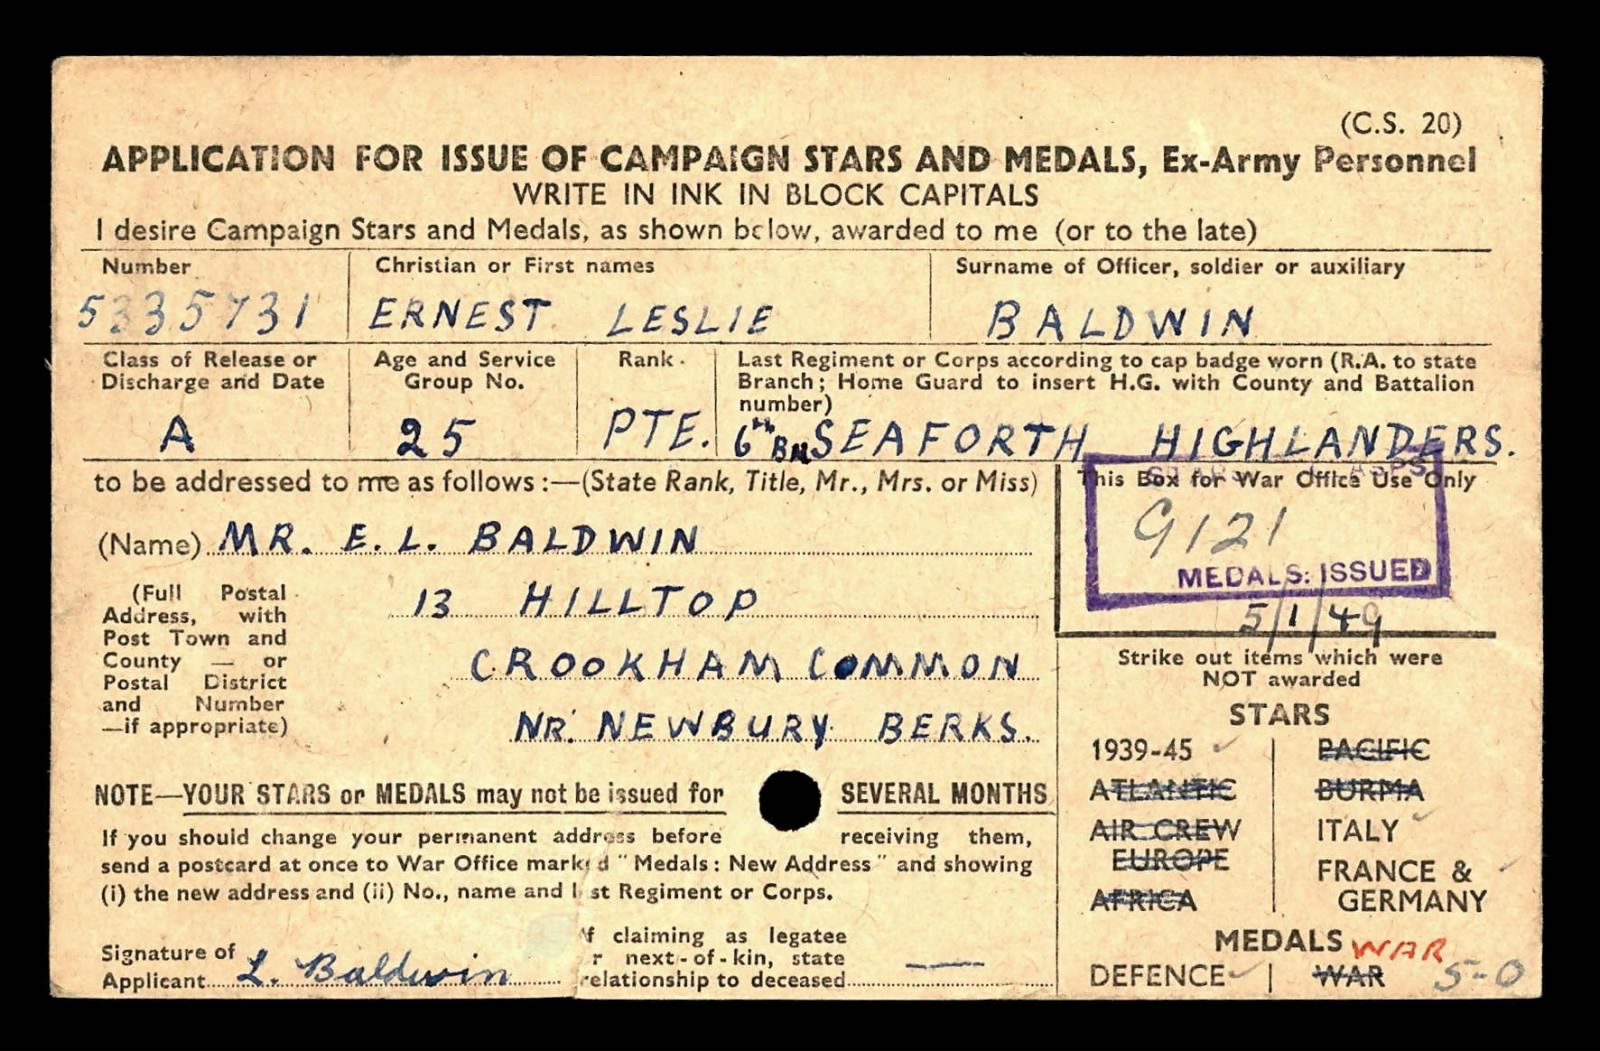 (C.S. 20)
APPLICATION FOR ISSUE OF CAMPAIGN STARS AND MEDALS, Ex-Army Personnel
WRITE IN INK IN BLOCK CAPITALS
I desire Campaign Stars and Medals, as shown below, awarded to me (or to the late)
Number
5335731
Christian or First names
ERNEST LESLIE
Surname of Officer, soldier or auxiliary
BALDWIN
Class of Release or
Discharge and Date
A
Age and Service
Group No.
25
Rank
PTE.
Last Regiment or Corps according to cap badge worn (R.A. to state
Branch; Home Guard to insert H.G. with County and Battalion
number)
6th BN SEAFORTH HIGHLANDERS.
to be addressed to me as follows :—(State Rank, Title, Mr., Mrs. or Miss)
(Name) MR. E. L. BALDWIN
(Full Postal
Address, with
Post Town and
County — or
Postal District
and Number
—if appropriate)
13 HILLTOP
CROOKHAM COMMON
NR. NEWBURY BERKS.
This Box for War Office Use Only
9121
MEDALS: ISSUED
5/1/49
Strike out items which were
NOT awarded
STARS
1939-45
ATLANTIC
AIR CREW
EUROPE
AFRICA
PACIFIC
BURMA
ITALY
FRANCE &
GERMANY
MEDALS WAR
DEFENCE
WAR 5-0
NOTE—YOUR STARS or MEDALS may not be issued for SEVERAL MONTHS
If you should change your permanent address before receiving them,
send a postcard at once to War Office marked "Medals: New Address" and showing
(i) the new address and (ii) No., name and last Regiment or Corps.
Signature of
Applicant L. Baldwin
If claiming as legatee
or next-of-kin, state
relationship to deceased —